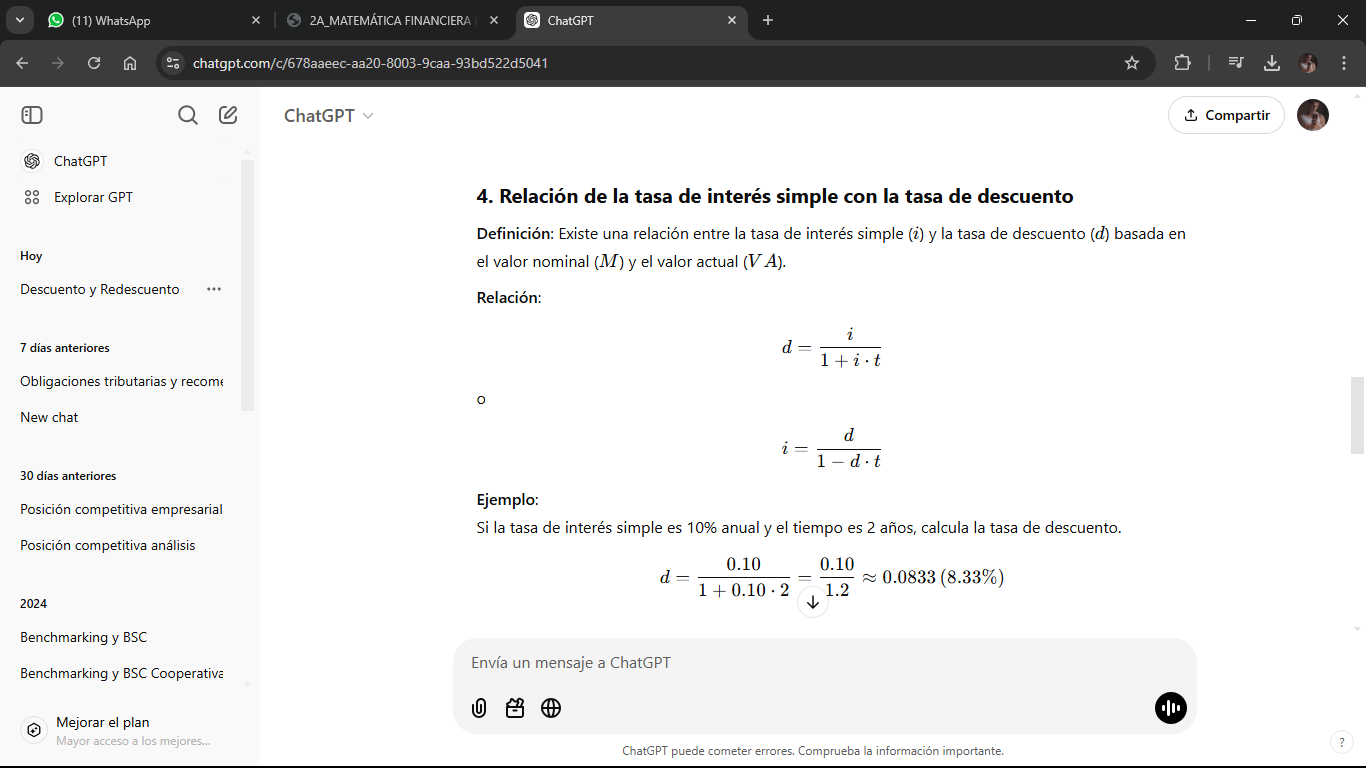 (11) WhatsApp
2A_MATEMÁTICA FINANCIERA
ChatGPT
chatgpt.com/c/678aaeec-aa20-8003-9caa-93bd522d5041
ChatGPT
Compartir
ChatGPT
Explorar GPT
Hoy
Descuento y Redescuento
7 días anteriores
Obligaciones tributarias y recome
New chat
30 días anteriores
Posición competitiva empresarial
Posición competitiva análisis
2024
Benchmarking y BSC
Benchmarking y BSC Cooperativa
Mejorar el plan
Mayor acceso a los mejores...
4. Relación de la tasa de interés simple con la tasa de descuento
Definición: Existe una relación entre la tasa de interés simple (i) y la tasa de descuento (d) basada en
el valor nominal (M) y el valor actual (V A).
Relación:
d = i / (1 + i · t)
o
i = d / (1 − d · t)
Ejemplo:
Si la tasa de interés simple es 10% anual y el tiempo es 2 años, calcula la tasa de descuento.
d = 0.10 / (1 + 0.10 · 2) = 0.10 / 1.2 ≈ 0.0833 (8.33%)
Envía un mensaje a ChatGPT
ChatGPT puede cometer errores. Comprueba la información importante.
?